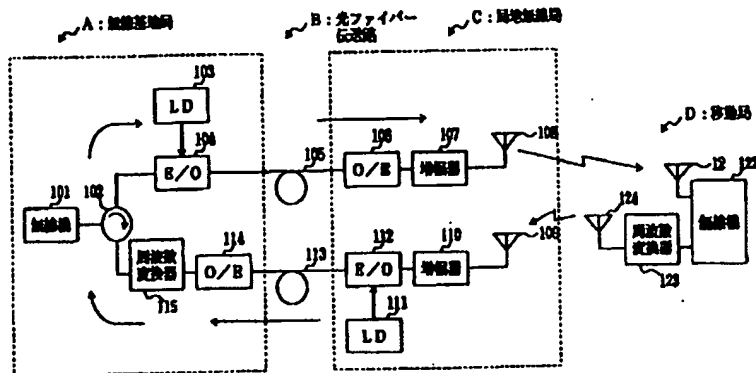 A：無線基地局
B：光ファイバー
伝送路
C：局地無線局
D：移動局
103
LD
104
E/O
105
106
O/E
107
増幅器
108
101
無線機
102
周波数
変換器
115
114
O/E
113
112
E/O
110
増幅器
109
111
LD
124
周波数
変換器
123
12
122
無線機